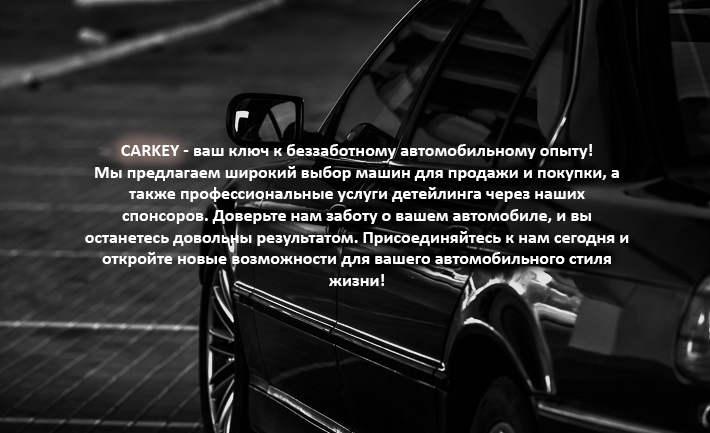 CARKEY - ваш ключ к беззаботному автомобильному опыту!
Мы предлагаем широкий выбор машин для продажи и покупки, а
также профессиональные услуги детейлинга через наших
спонсоров. Доверьте нам заботу о вашем автомобиле, и вы
останетесь довольны результатом. Присоединяйтесь к нам сегодня и
откройте новые возможности для вашего автомобильного стиля
жизни!